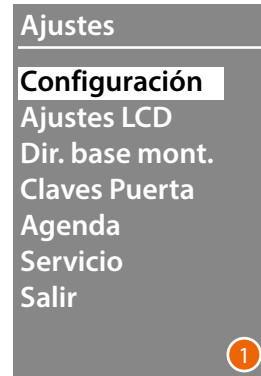 Ajustes
Configuración
Ajustes LCD
Dir. base mont.
Claves Puerta
Agenda
Servicio
Salir
1